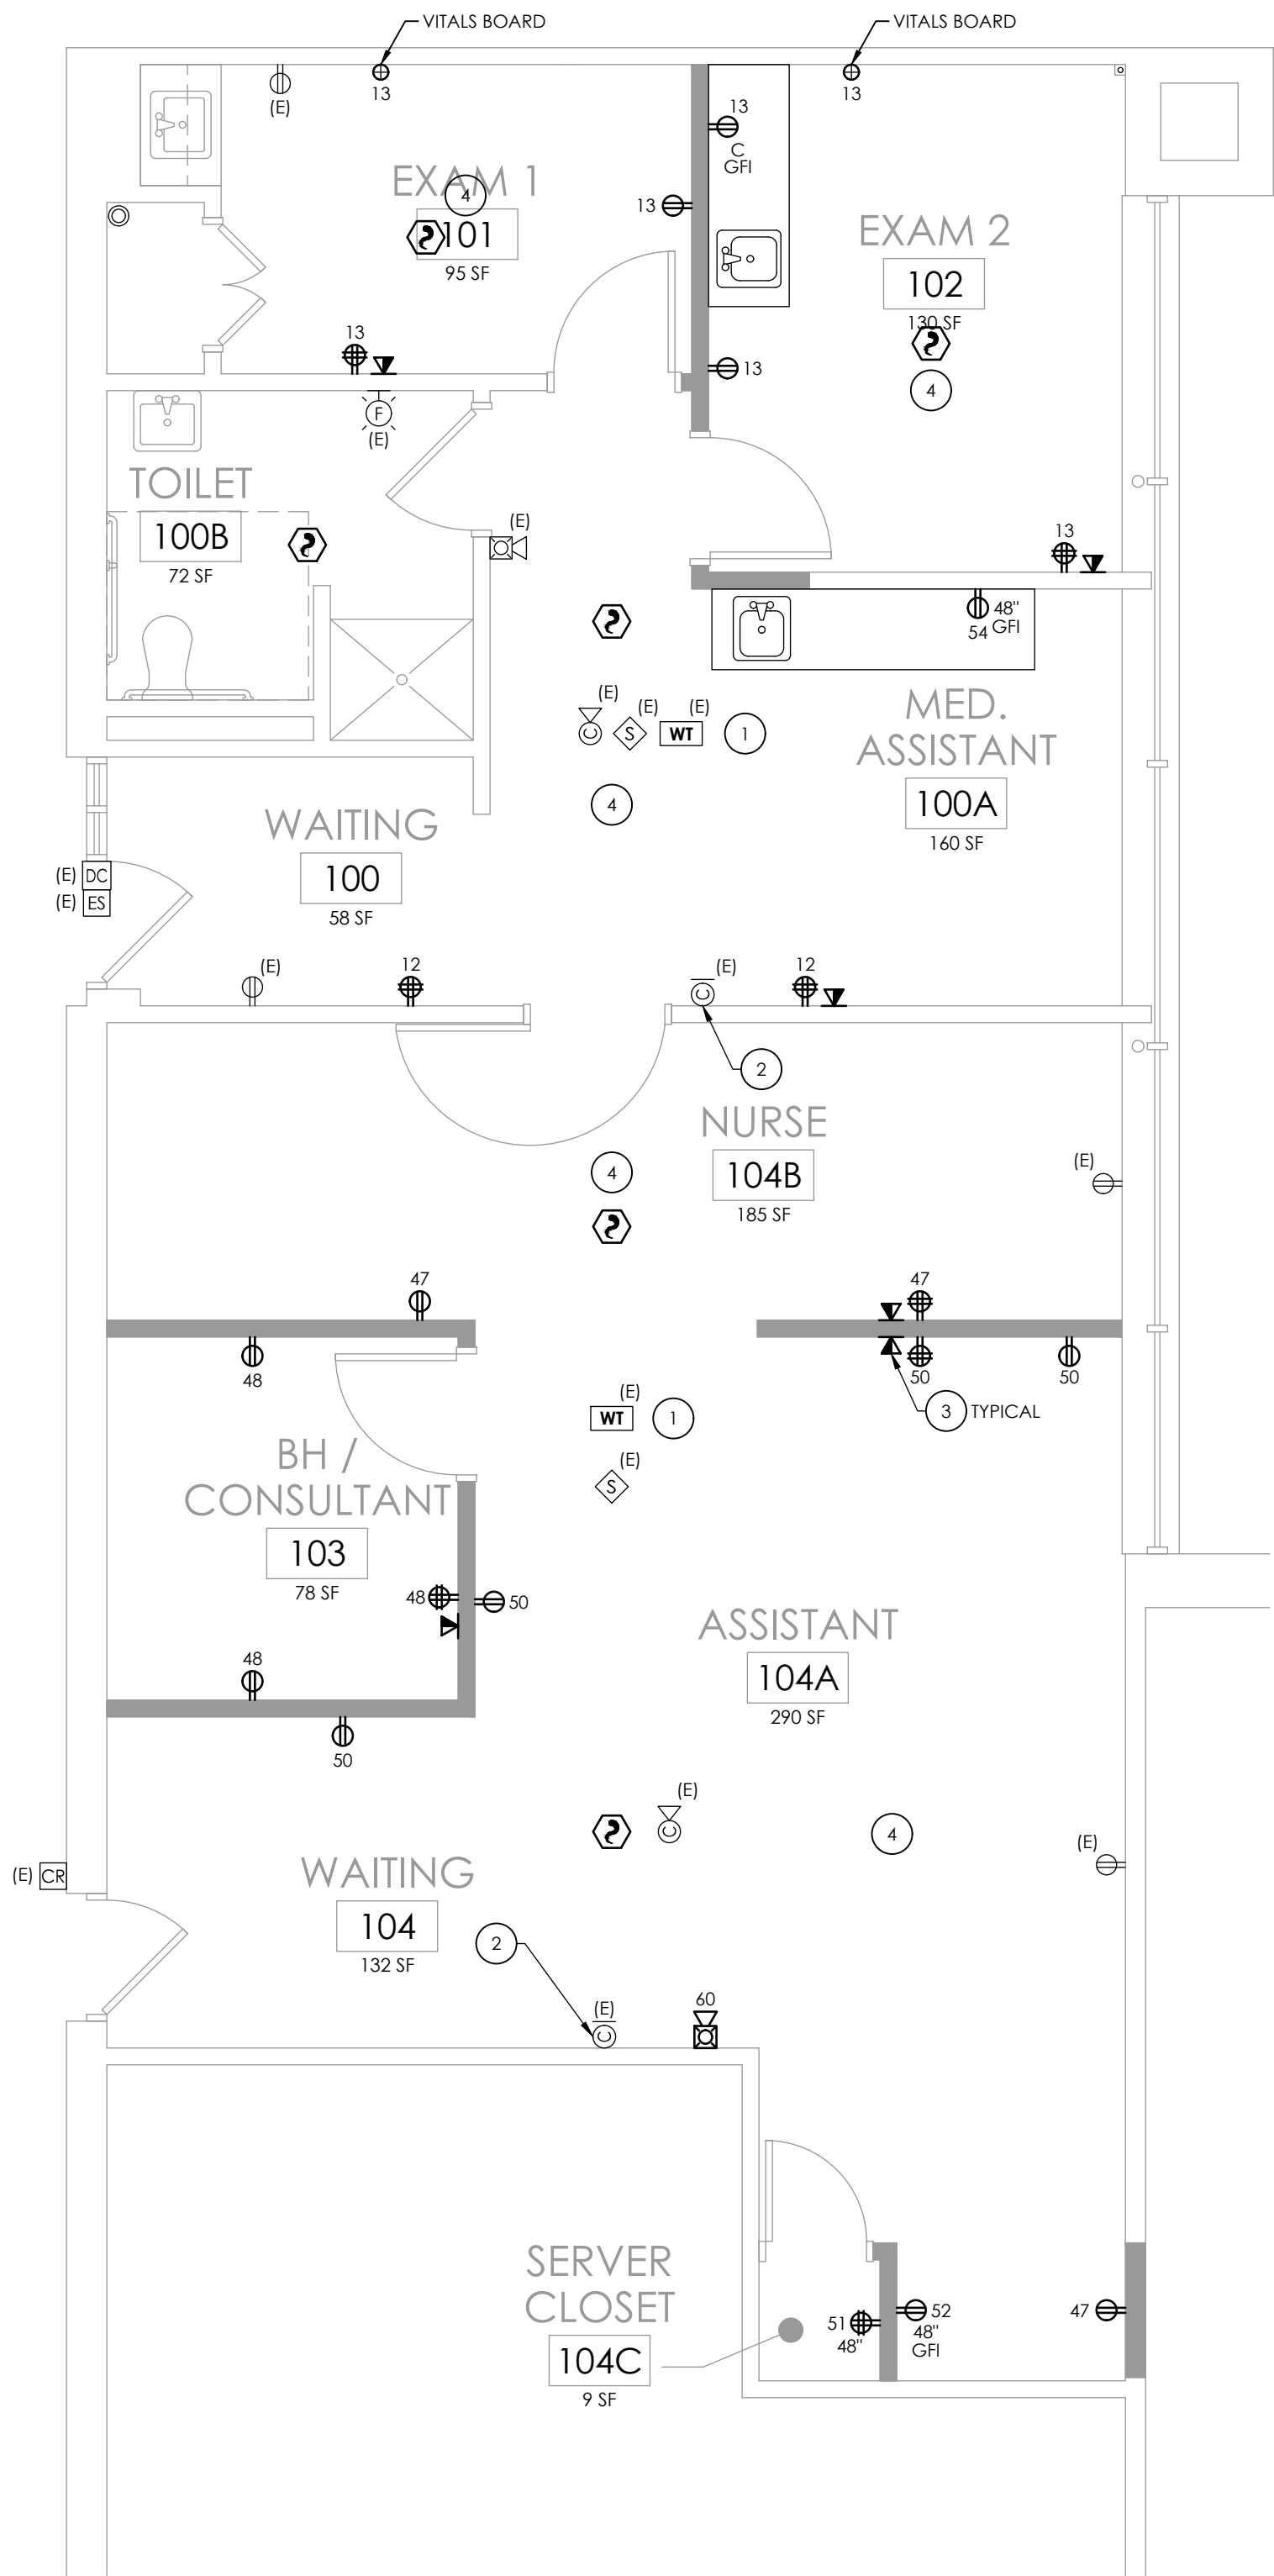 VITALS BOARD
VITALS BOARD
(E)
13
13
13
C
GFI
EXAM 1
4
13
101
95 SF
EXAM 2
102
130 SF
13
13
4
F
(E)
TOILET
100B
72 SF
(E)
13
48"
GFI
54
(E)
(E)
(E)
C
S
WT
1
MED.
ASSISTANT
100A
160 SF
4
WAITING
100
58 SF
(E) DC
(E) ES
(E)
12
(E)
C
12
2
NURSE
104B
185 SF
4
(E)
47
47
48
50
50
3 TYPICAL
(E)
WT
1
(E)
S
BH /
CONSULTANT
103
78 SF
48
50
ASSISTANT
104A
290 SF
48
50
(E)
C
4
(E)
(E) CR
WAITING
104
132 SF
2
(E)
C
60
SERVER
CLOSET
104C
9 SF
51
48"
52
48"
GFI
47